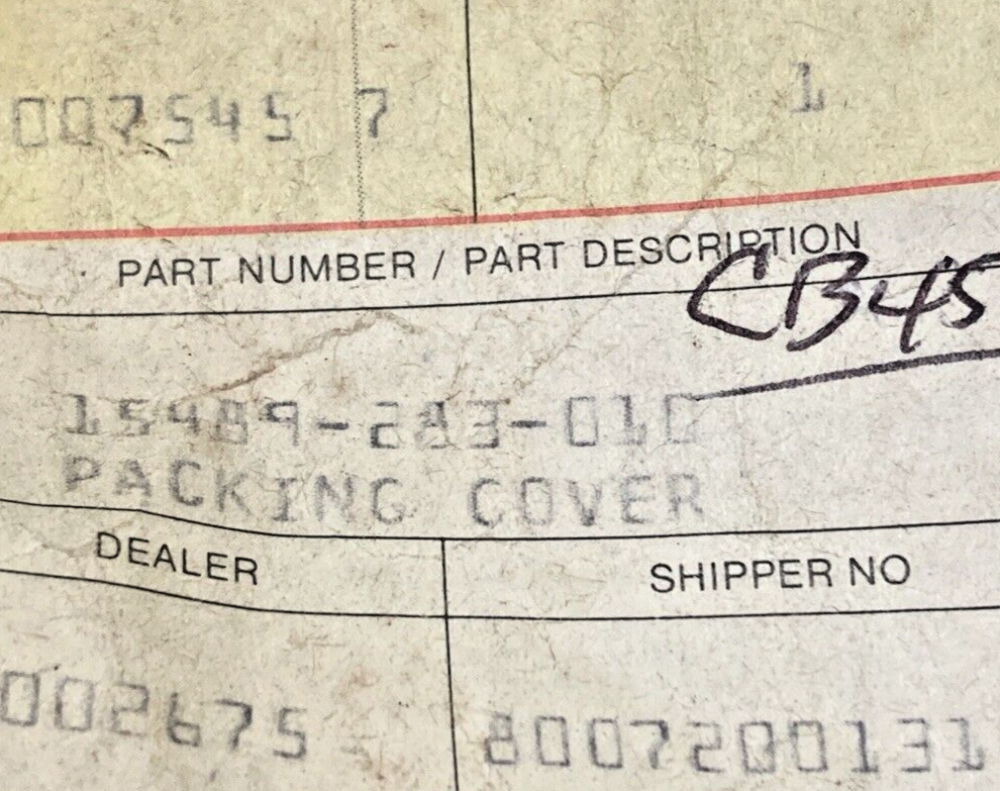 007545 7 1
PART NUMBER / PART DESCRIPTION
CB45
15489-283-010
PACKING COVER
DEALER SHIPPER NO
002675 8007200131